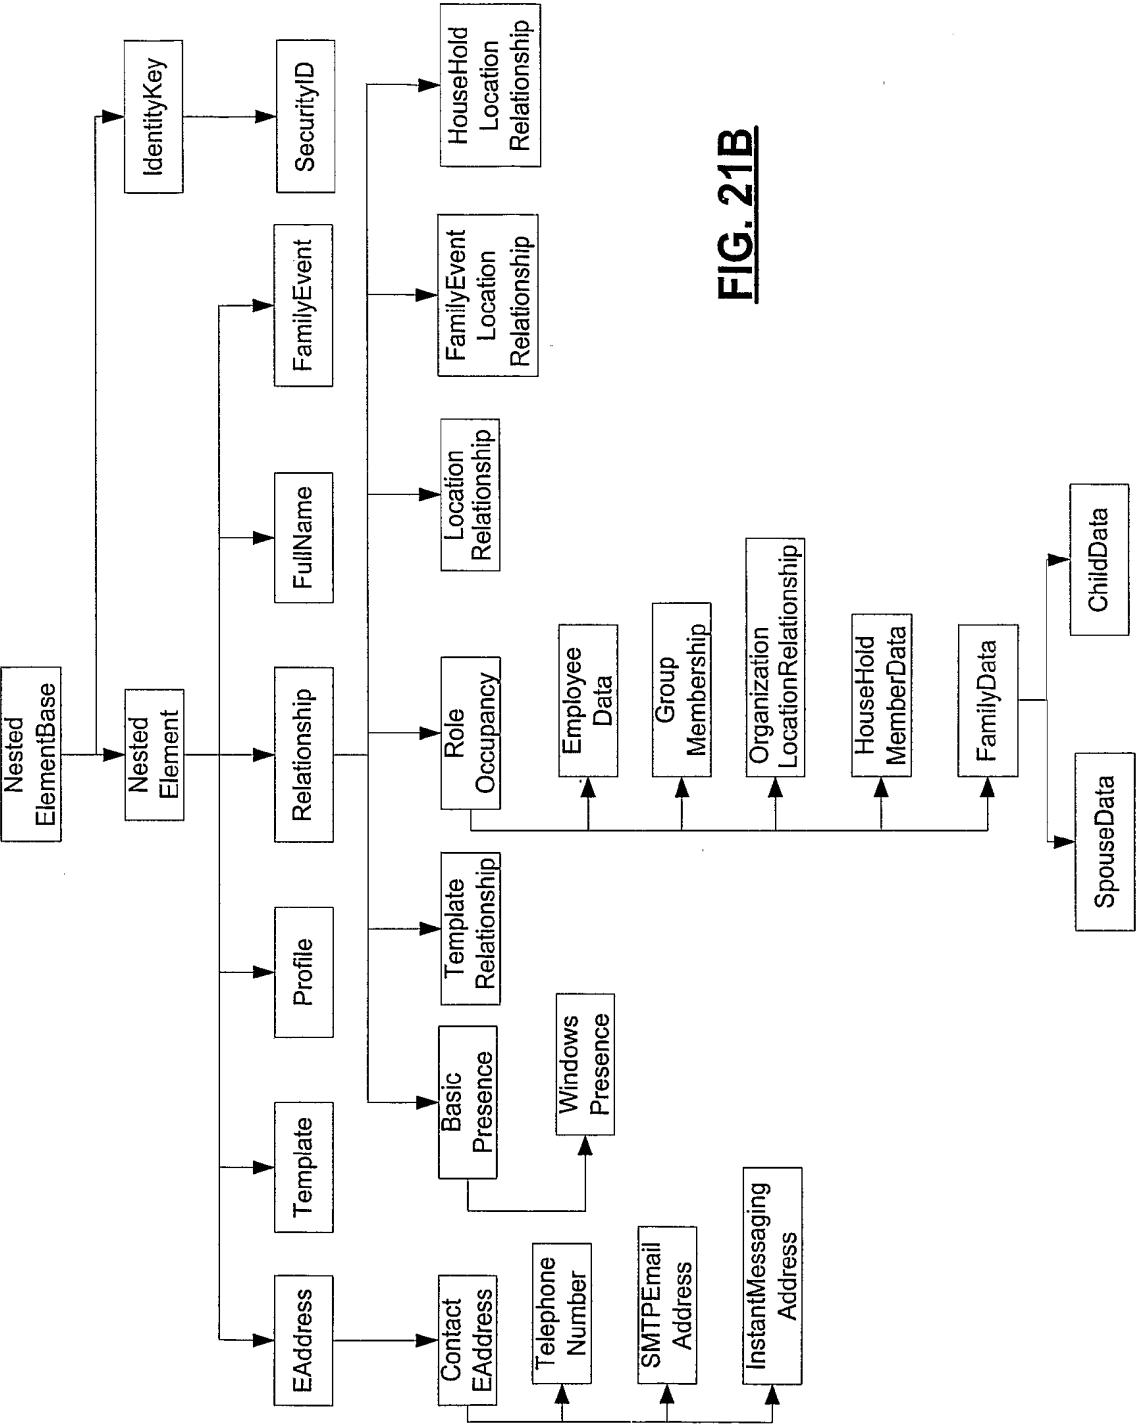 Nested
ElementBase
Nested
Element
IdentityKey
EAddress
Template
Profile
Relationship
FullName
FamilyEvent
SecurityID
Contact
EAddress
Basic
Presence
Template
Relationship
Role
Occupancy
Location
Relationship
FamilyEvent
Location
Relationship
HouseHold
Location
Relationship
Telephone
Number
SMTPEmail
Address
InstantMessaging
Address
Windows
Presence
Employee
Data
Group
Membership
Organization
LocationRelationship
HouseHold
MemberData
FamilyData
SpouseData
ChildData
FIG. 21B